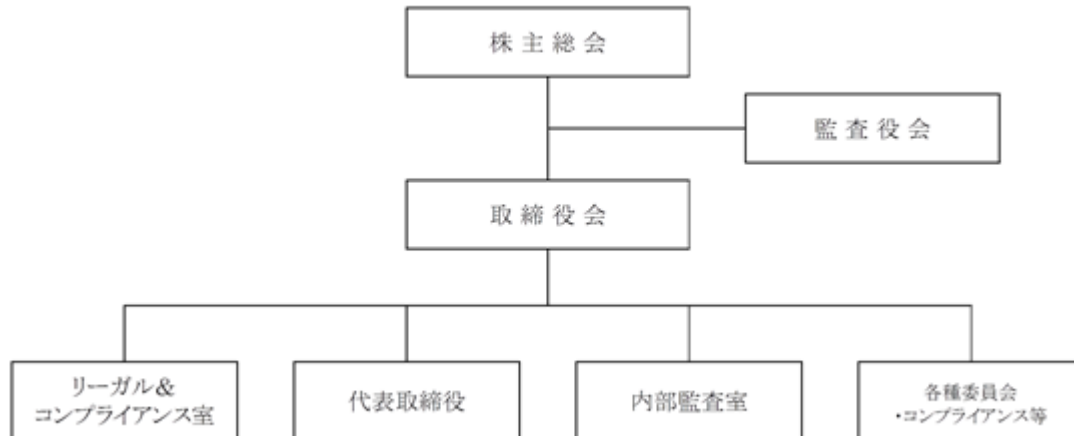 株主総会
監査役会
取締役会
リーガル&
コンプライアンス室
代表取締役
内部監査室
各種委員会
・コンプライアンス等